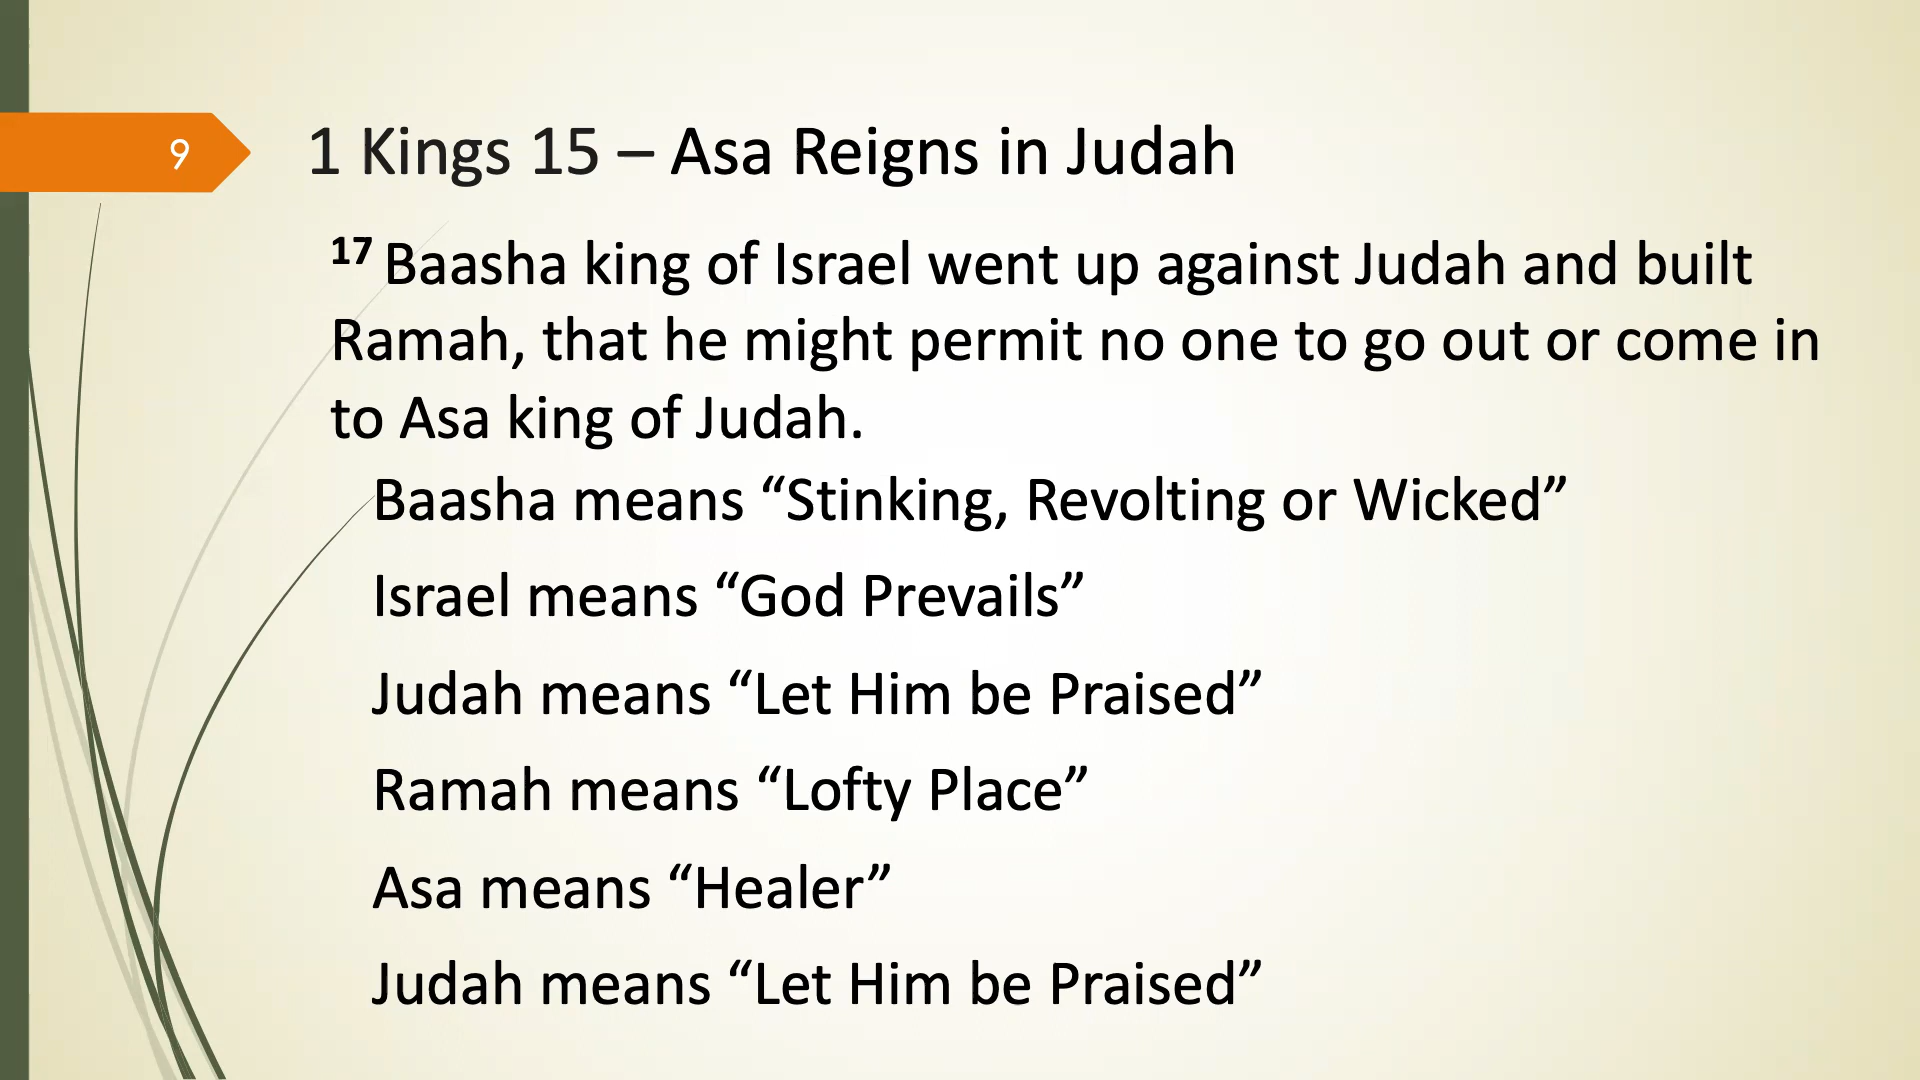 9
1 Kings 15 – Asa Reigns in Judah
17 Baasha king of Israel went up against Judah and built
Ramah, that he might permit no one to go out or come in
to Asa king of Judah.
Baasha means “Stinking, Revolting or Wicked”
Israel means “God Prevails”
Judah means “Let Him be Praised”
Ramah means “Lofty Place”
Asa means “Healer”
Judah means “Let Him be Praised”